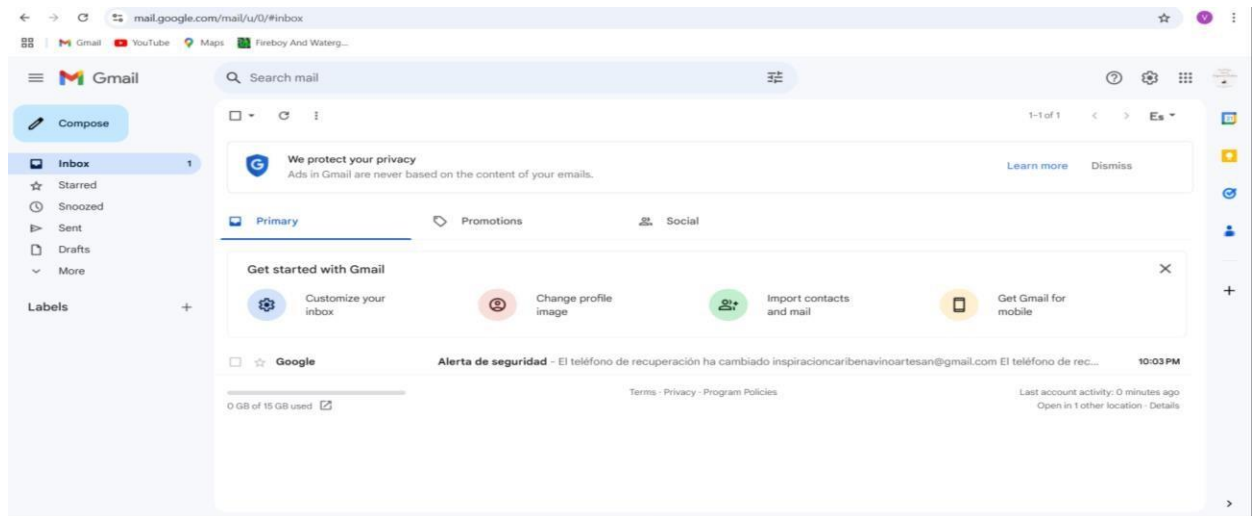 mail.google.com/mail/u/0/#inbox
V
Gmail YouTube Maps Fireboy And Waterg...
Gmail
Search mail
Compose
1-1 of 1 Es
Inbox 1
Starred
Snoozed
Sent
Drafts
More
Labels
We protect your privacy
Ads in Gmail are never based on the content of your emails.
Learn more Dismiss
Primary Promotions Social
Get started with Gmail
Customize your
inbox
Change profile
image
Import contacts
and mail
Get Gmail for
mobile
Google Alerta de seguridad - El teléfono de recuperación ha cambiado inspiracioncaribenavinoartesan@gmail.com El teléfono de rec... 10:03 PM
0 GB of 15 GB used
Terms · Privacy · Program Policies
Last account activity: 0 minutes ago
Open in 1 other location · Details